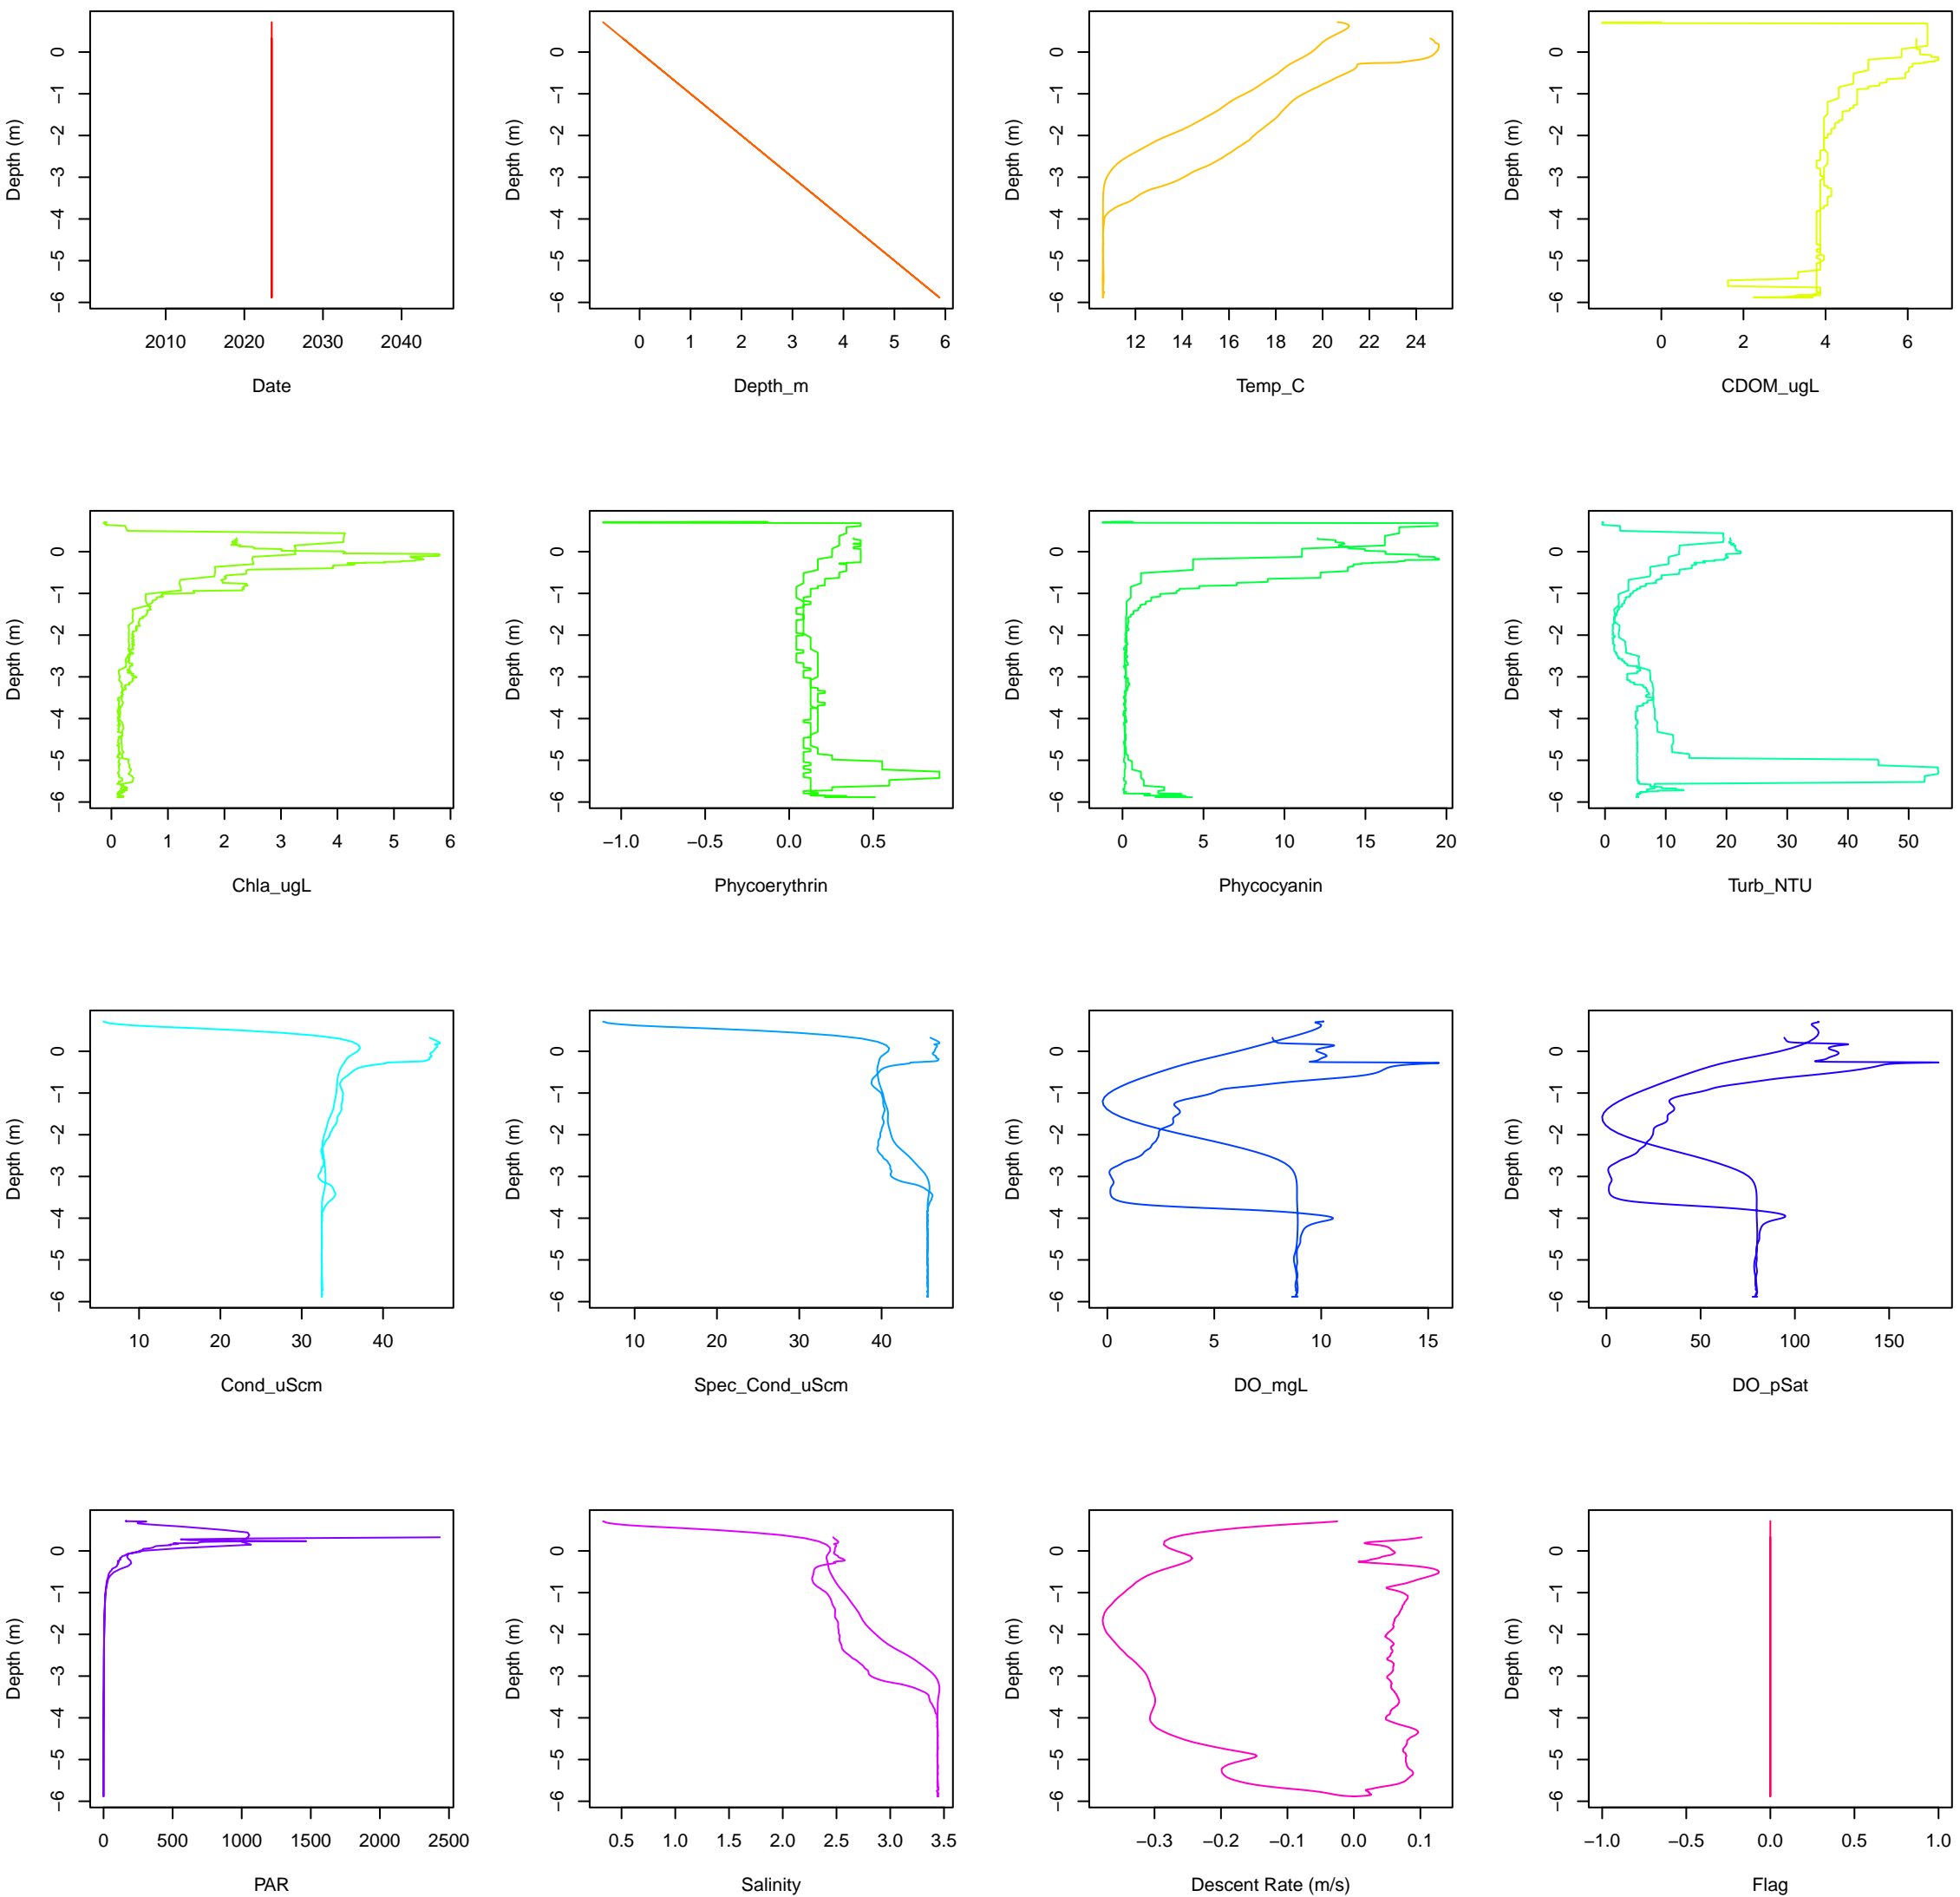 0 0 0 0
−1 −1 −1 −1
−2 −2 −2 −2
Depth (m) Depth (m) Depth (m) Depth (m)
−3 −3 −3 −3
−4 −4 −4 −4
−5 −5 −5 −5
−6 −6 −6 −6
2010 2020 2030 2040 0 1 2 3 4 5 6 12 14 16 18 20 22 24 0 2 4 6
Date Depth_m Temp_C CDOM_ugL
0 0 0 0
−1 −1 −1 −1
−2 −2 −2 −2
Depth (m) Depth (m) Depth (m) Depth (m)
−3 −3 −3 −3
−4 −4 −4 −4
−5 −5 −5 −5
−6 −6 −6 −6
0 1 2 3 4 5 6 −1.0 −0.5 0.0 0.5 0 5 10 15 20 0 10 20 30 40 50
Chla_ugL Phycoerythrin Phycocyanin Turb_NTU
0 0 0 0
−1 −1 −1 −1
−2 −2 −2 −2
Depth (m) Depth (m) Depth (m) Depth (m)
−3 −3 −3 −3
−4 −4 −4 −4
−5 −5 −5 −5
−6 −6 −6 −6
10 20 30 40 10 20 30 40 0 5 10 15 0 50 100 150
Cond_uScm Spec_Cond_uScm DO_mgL DO_pSat
0 0 0 0
−1 −1 −1 −1
−2 −2 −2 −2
Depth (m) Depth (m) Depth (m) Depth (m)
−3 −3 −3 −3
−4 −4 −4 −4
−5 −5 −5 −5
−6 −6 −6 −6
0 500 1000 1500 2000 2500 0.5 1.0 1.5 2.0 2.5 3.0 3.5 −0.3 −0.2 −0.1 0.0 0.1 −1.0 −0.5 0.0 0.5 1.0
PAR Salinity Descent Rate (m/s) Flag